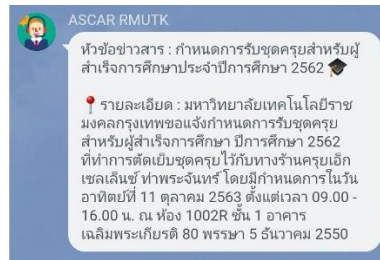 ASCAR RMUTK
หัวข้อข่าวสาร : กำหนดการรับชุดครุยสำหรับผู้
สำเร็จการศึกษาประจำปีการศึกษา 2562 🎓
📍 รายละเอียด : มหาวิทยาลัยเทคโนโลยีราช
มงคลกรุงเทพขอแจ้งกำหนดการรับชุดครุย
สำหรับผู้สำเร็จการศึกษา ปีการศึกษา 2562
ที่ทำการตัดเย็บชุดครุยไว้กับทางร้านครุยเอ็ก
เซลเล็นซ์ ท่าพระจันทร์ โดยมีกำหนดการในวัน
อาทิตย์ที่ 11 ตุลาคม 2563 ตั้งแต่เวลา 09.00 -
16.00 น. ณ ห้อง 1002R ชั้น 1 อาคาร
เฉลิมพระเกียรติ 80 พรรษา 5 ธันวาคม 2550